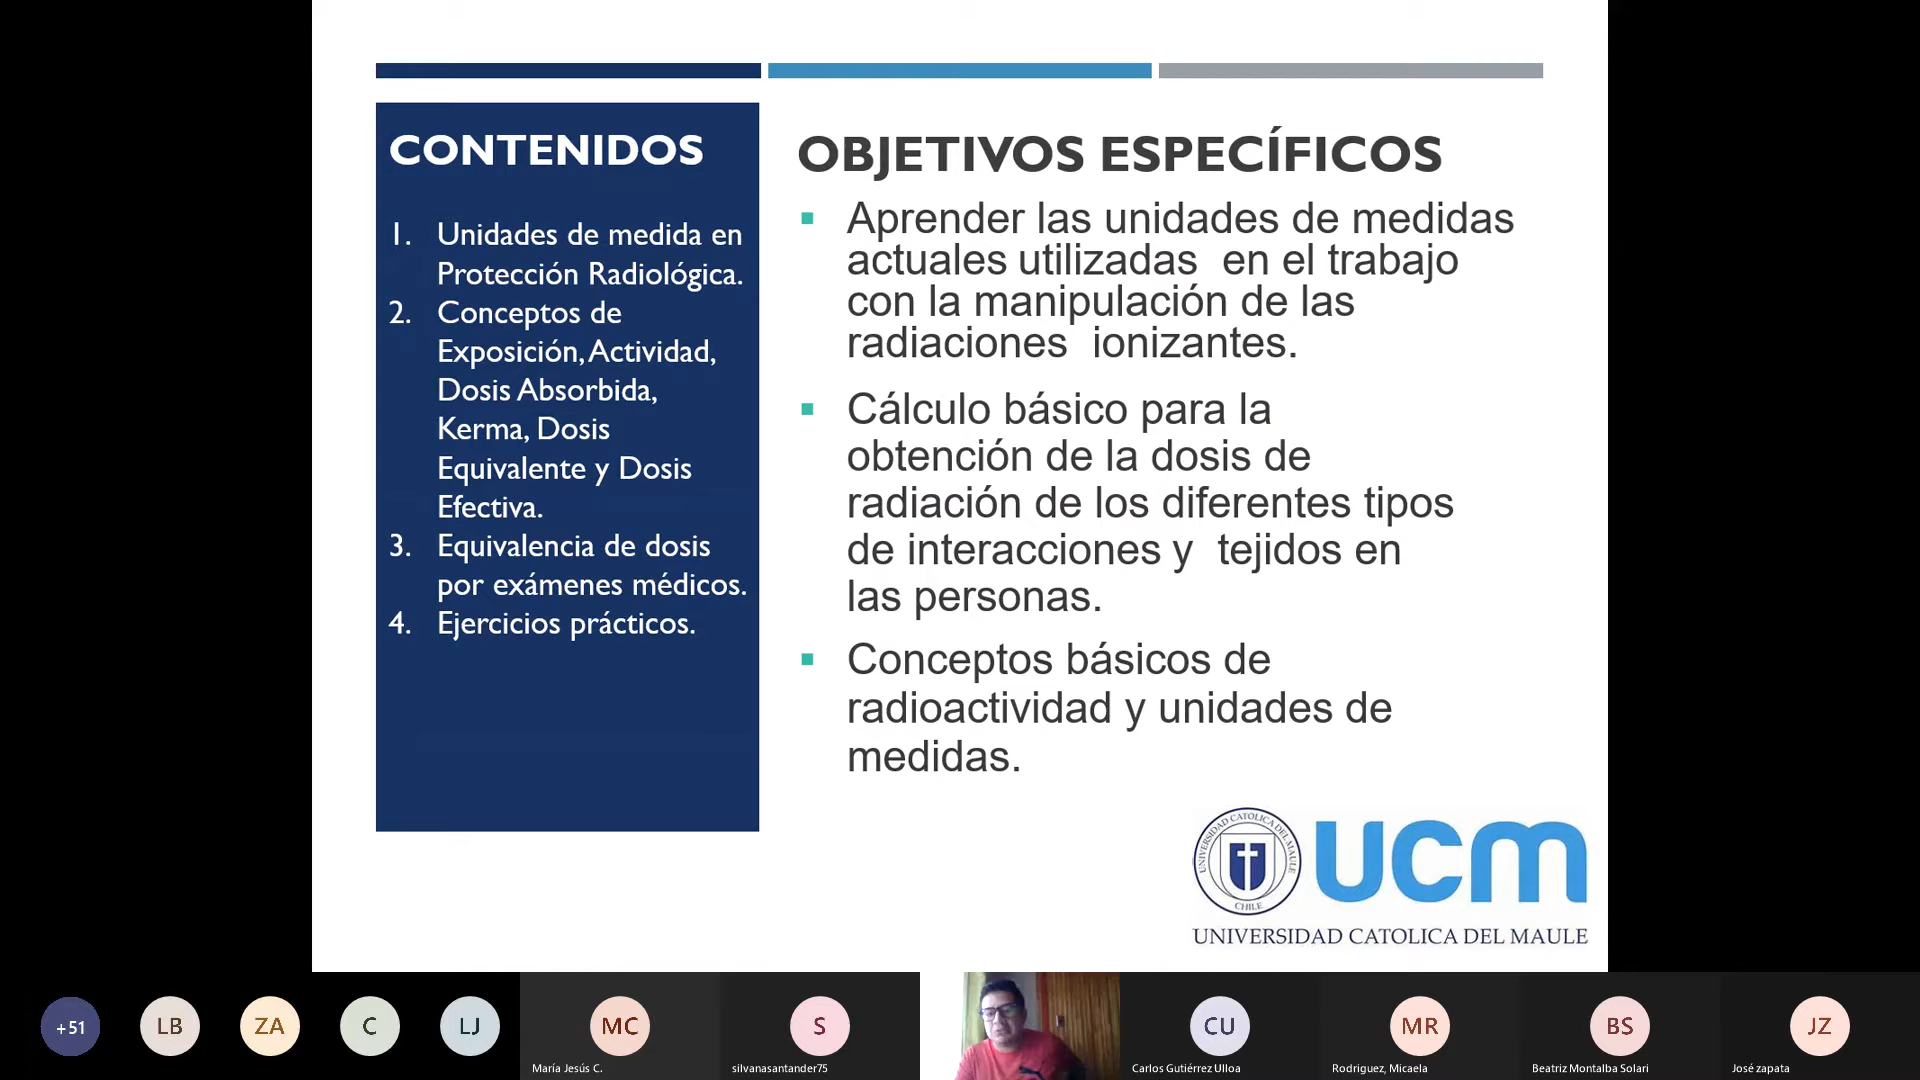 CONTENIDOS
1. Unidades de medida en
Protección Radiológica.
2. Conceptos de
Exposición, Actividad,
Dosis Absorbida,
Kerma, Dosis
Equivalente y Dosis
Efectiva.
3. Equivalencia de dosis
por exámenes médicos.
4. Ejercicios prácticos.
OBJETIVOS ESPECÍFICOS
Aprender las unidades de medidas
actuales utilizadas en el trabajo
con la manipulación de las
radiaciones ionizantes.
Cálculo básico para la
obtención de la dosis de
radiación de los diferentes tipos
de interacciones y tejidos en
las personas.
Conceptos básicos de
radioactividad y unidades de
medidas.
UNIVERSIDAD CATOLICA DEL MAULE
CHILE
ucm
UNIVERSIDAD CATOLICA DEL MAULE
+51
LB
ZA
C
LJ
MC
María Jesús C.
S
silvanasantander75
CU
Carlos Gutiérrez Ulloa
MR
Rodriguez, Micaela
BS
Beatriz Montalba Solari
JZ
José zapata